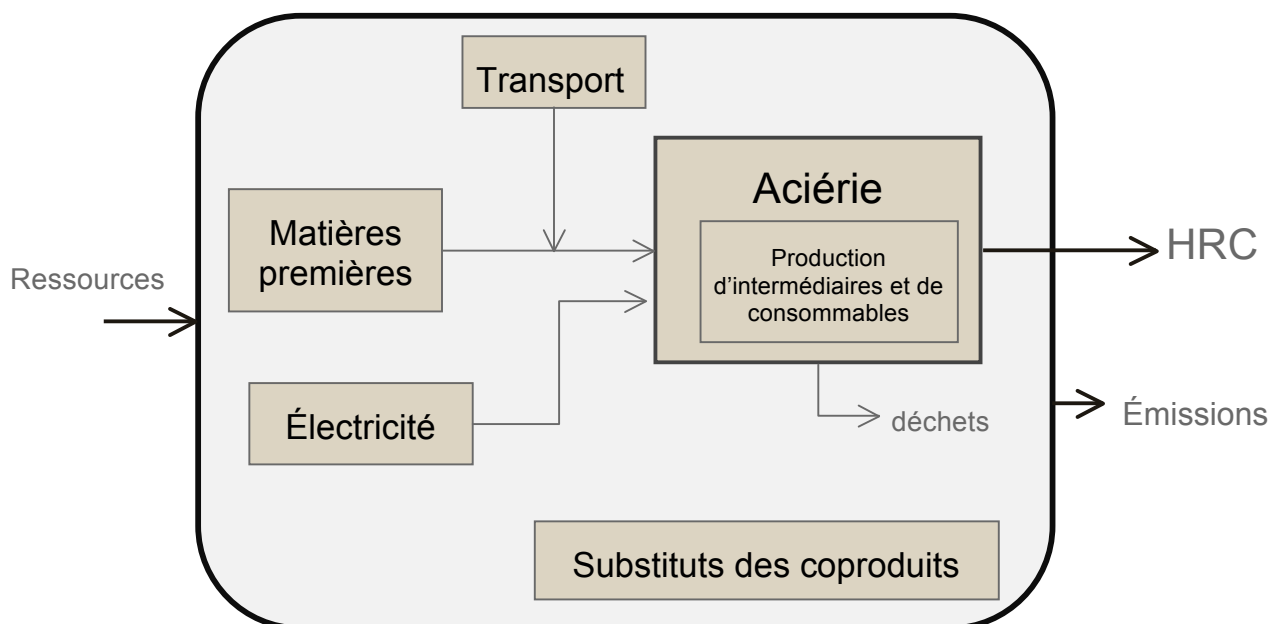 Transport
Aciérie
Matières
premières
Production
d'intermédiaires et de
consommables
HRC
Ressources
Électricité
déchets
Émissions
Substituts des coproduits